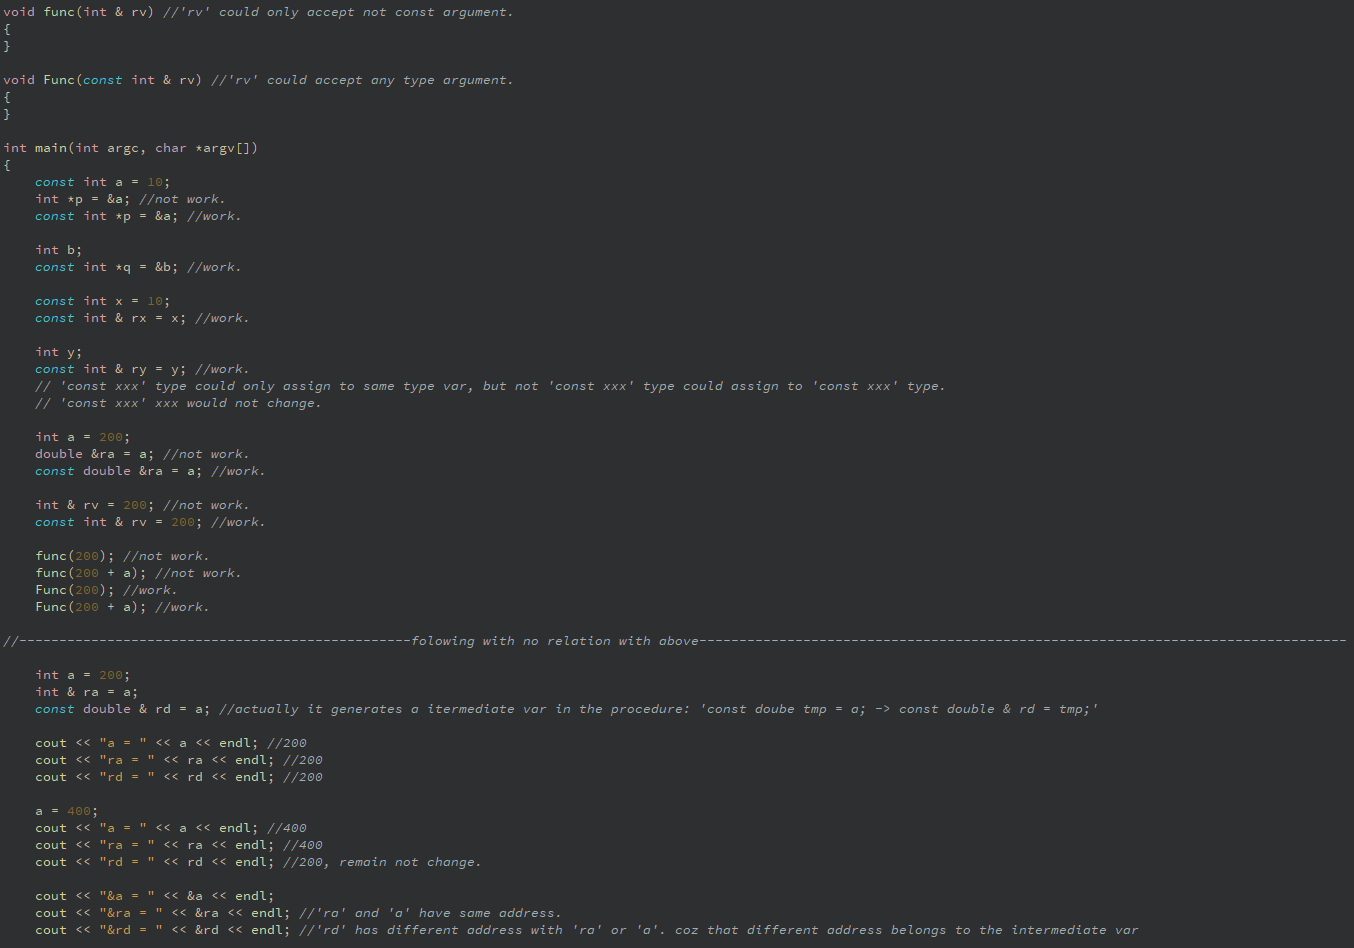 void func(int & rv) //'rv' could only accept not const argument.
{
}
void Func(const int & rv) //'rv' could accept any type argument.
{
}
int main(int argc, char *argv[])
{
const int a = 10;
int *p = &a; //not work.
const int *p = &a; //work.
int b;
const int *q = &b; //work.
const int x = 10;
const int & rx = x; //work.
int y;
const int & ry = y; //work.
// 'const xxx' type could only assign to same type var, but not 'const xxx' type could assign to 'const xxx' type.
// 'const xxx' xxx would not change.
int a = 200;
double &ra = a; //not work.
const double &ra = a; //work.
int & rv = 200; //not work.
const int & rv = 200; //work.
func(200); //not work.
func(200 + a); //not work.
Func(200); //work.
Func(200 + a); //work.
//-------------------------------------------------folowing with no relation with above---------------------------------------------------------------------------------
int a = 200;
int & ra = a;
const double & rd = a; //actually it generates a itermediate var in the procedure: 'const doube tmp = a; -> const double & rd = tmp;'
cout << "a = " << a << endl; //200
cout << "ra = " << ra << endl; //200
cout << "rd = " << rd << endl; //200
a = 400;
cout << "a = " << a << endl; //400
cout << "ra = " << ra << endl; //400
cout << "rd = " << rd << endl; //200, remain not change.
cout << "&a = " << &a << endl;
cout << "&ra = " << &ra << endl; //'ra' and 'a' have same address.
cout << "&rd = " << &rd << endl; //'rd' has different address with 'ra' or 'a'. coz that different address belongs to the intermediate var